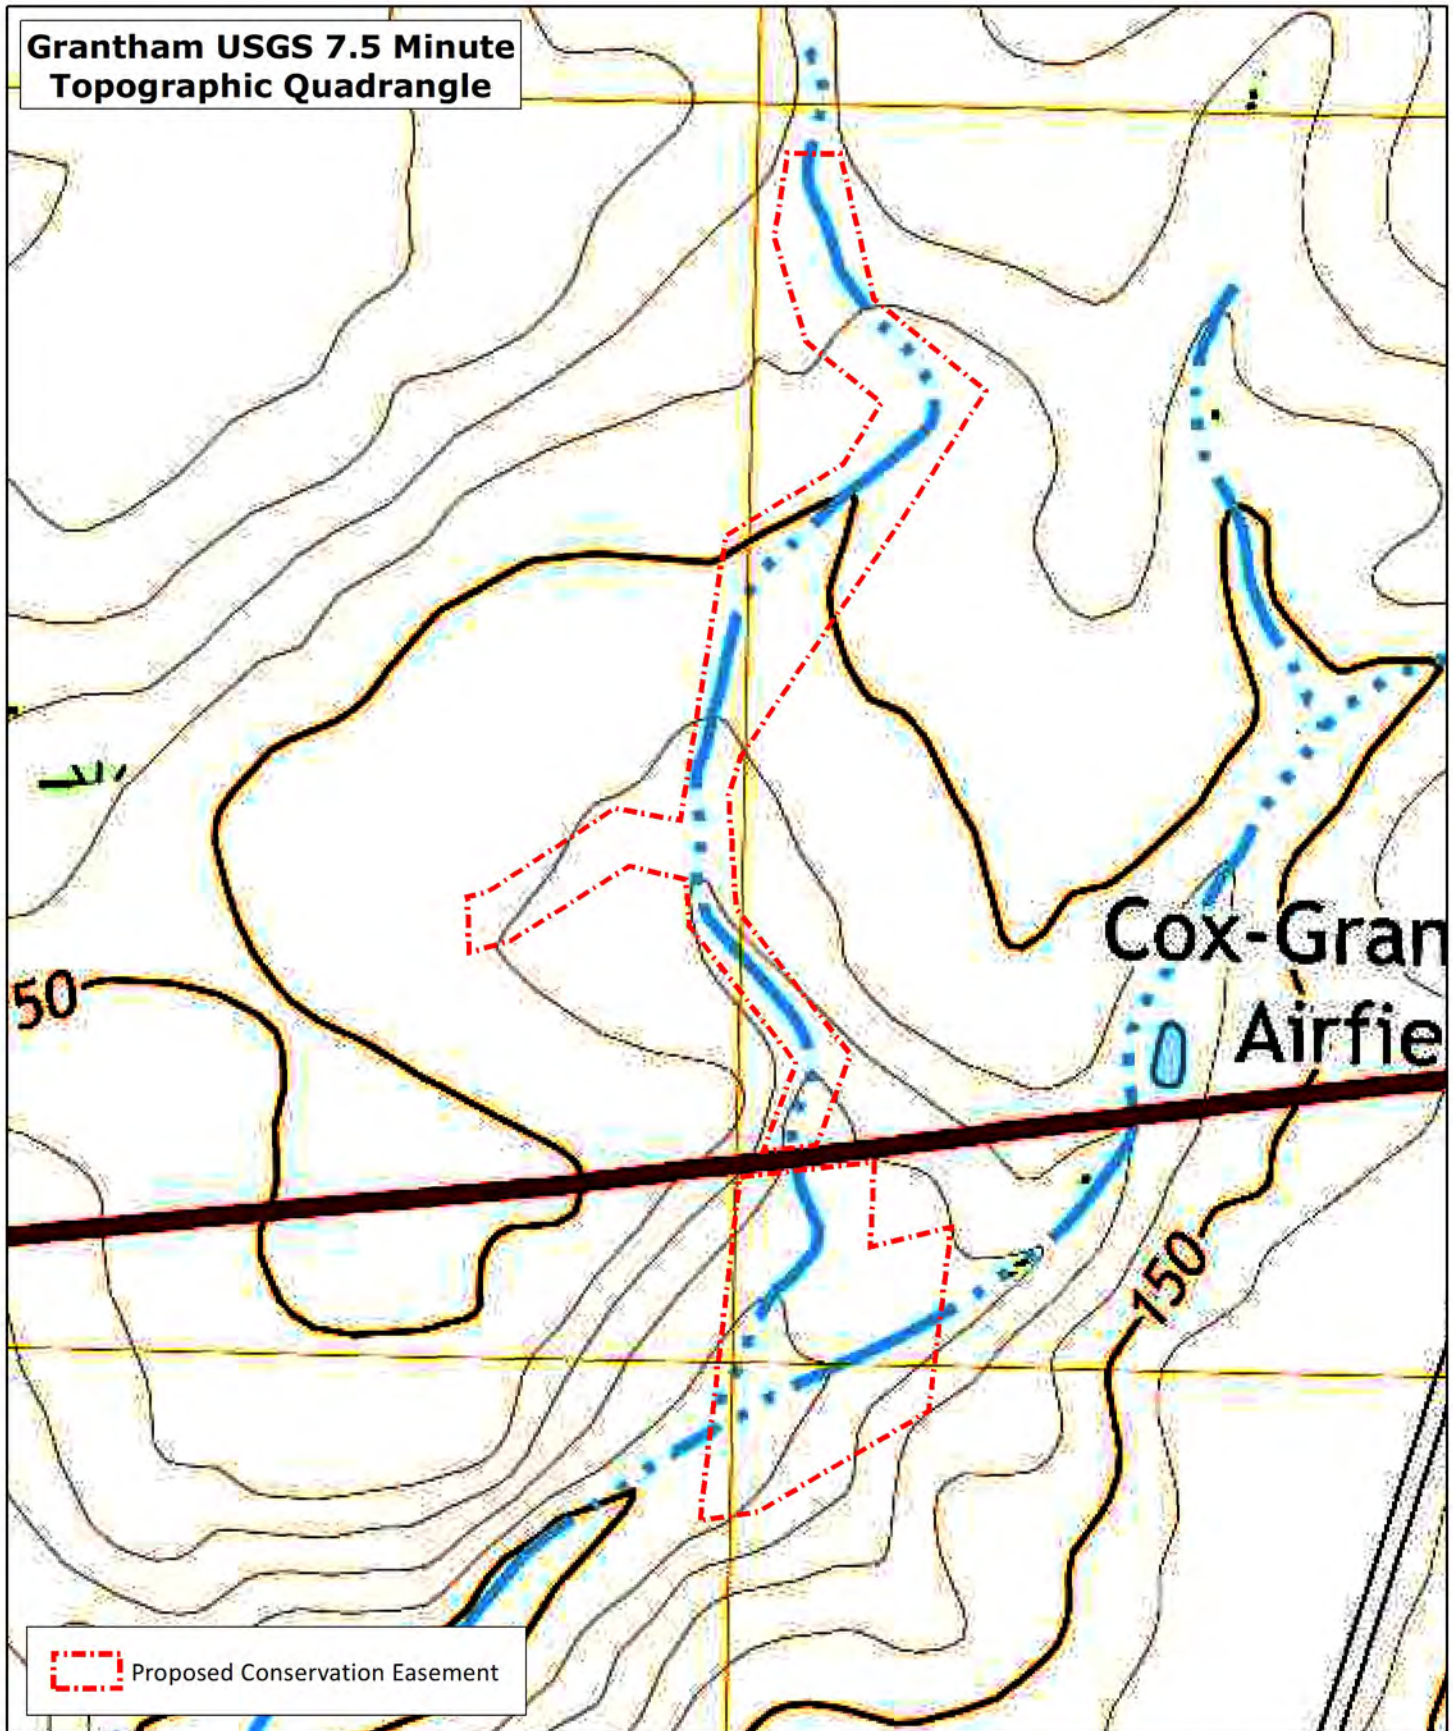 Grantham USGS 7.5 Minute
Topographic Quadrangle
Cox-Gran
Airfie
50
150
Proposed Conservation Easement